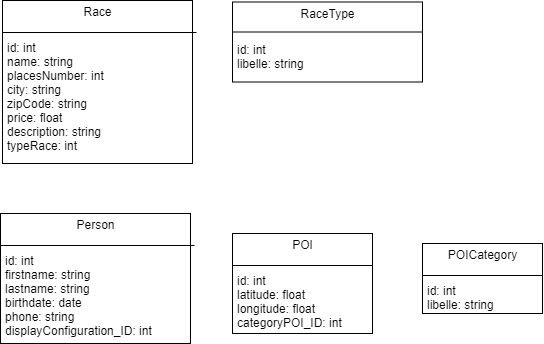 Race
id: int
name: string
placesNumber: int
city: string
zipCode: string
price: float
description: string
typeRace: int
RaceType
id: int
libelle: string
Person
id: int
firstname: string
lastname: string
birthdate: date
phone: string
displayConfiguration_ID: int
POI
id: int
latitude: float
longitude: float
categoryPOI_ID: int
POICategory
id: int
libelle: string